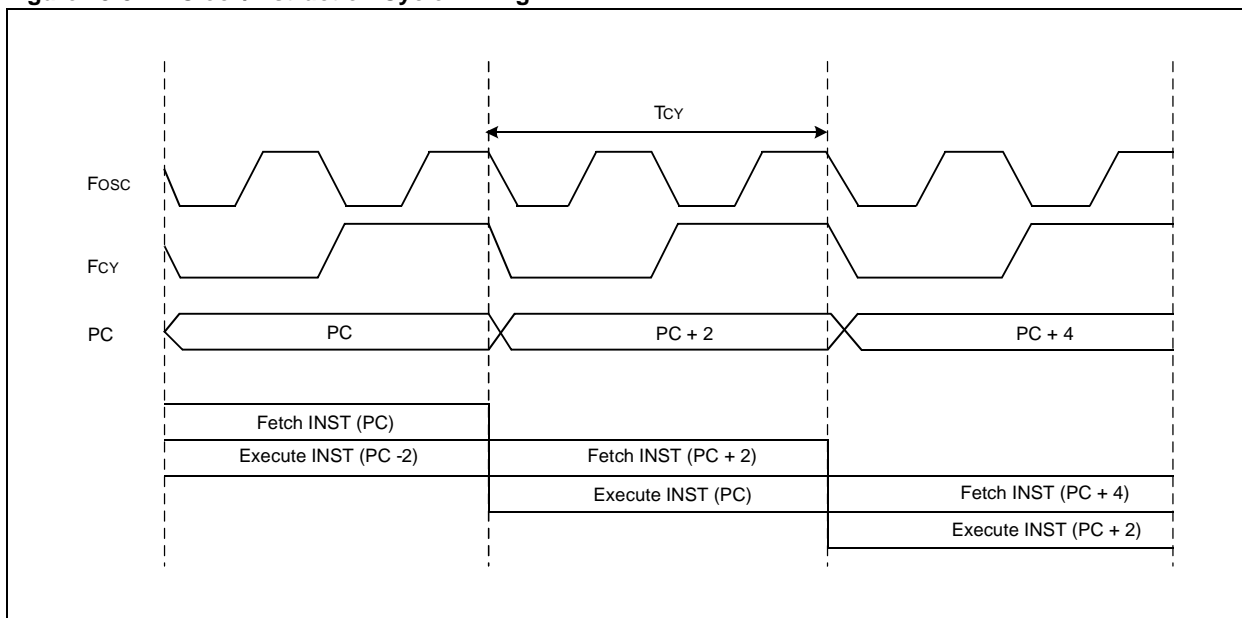 TCY
FOSC
FCY
PC PC PC + 2 PC + 4
Fetch INST (PC)
Execute INST (PC -2) Fetch INST (PC + 2)
Execute INST (PC) Fetch INST (PC + 4)
Execute INST (PC + 2)